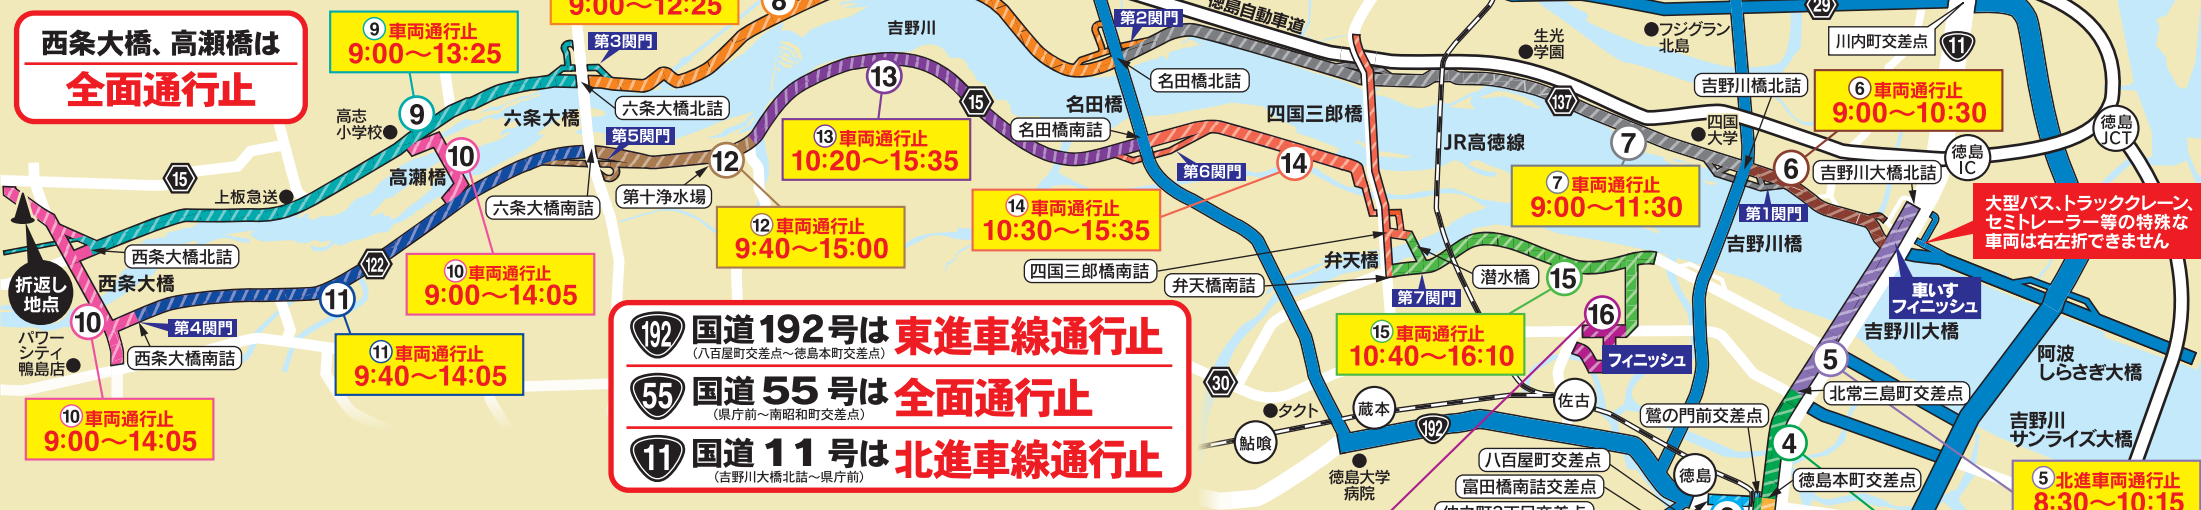 西条大橋、高瀬橋は
全面通行止
⑨車両通行止
9:00〜13:25
9:00〜12:25
8
第3関門
吉野川
第2関門
徳島自動車道
29
生光
学園
フジグラン
北島
川内町交差点
11
高志
小学校
9
六条大橋
六条大橋北詰
13
15
名田橋
名田橋北詰
四国三郎橋
137
吉野川橋北詰
⑥車両通行止
9:00〜10:30
徳島
JCT
第5関門
⑬車両通行止
10:20〜15:35
名田橋南詰
JR高徳線
四国
大学
7
6
徳島
IC
15
上板急送
10
高瀬橋
12
第十浄水場
六条大橋南詰
14
第6関門
⑦車両通行止
9:00〜11:30
第1関門
吉野川橋
吉野川大橋北詰
大型バス、トラッククレーン、
セミトレーラー等の特殊な
車両は右左折できません
⑭車両通行止
10:30〜15:35
⑫車両通行止
9:40〜15:00
西条大橋北詰
折返し
地点
西条大橋
122
⑩車両通行止
9:00〜14:05
四国三郎橋南詰
弁天橋
弁天橋南詰
潜水橋
15
第7関門
16
車いす
フィニッシュ
吉野川大橋
11
10
第4関門
パワー
シティ
鴨島店
西条大橋南詰
⑪車両通行止
9:40〜14:05
192
国道192号は
東進車線通行止
(八百屋町交差点〜徳島本町交差点)
55
国道55号は
全面通行止
(県庁前〜南昭和町交差点)
11
国道11号は
北進車線通行止
(吉野川大橋北詰〜県庁前)
⑮車両通行止
10:40〜16:10
フィニッシュ
5
阿波
しらさぎ大橋
30
タクト
蔵本
佐古
北常三島町交差点
鷲の門前交差点
吉野川
サンライズ大橋
⑩車両通行止
9:00〜14:05
鮎喰
192
4
徳島大学
病院
八百屋町交差点
富田橋南詰交差点
徳島
徳島本町交差点
⑤北進車両通行止
8:30〜10:15